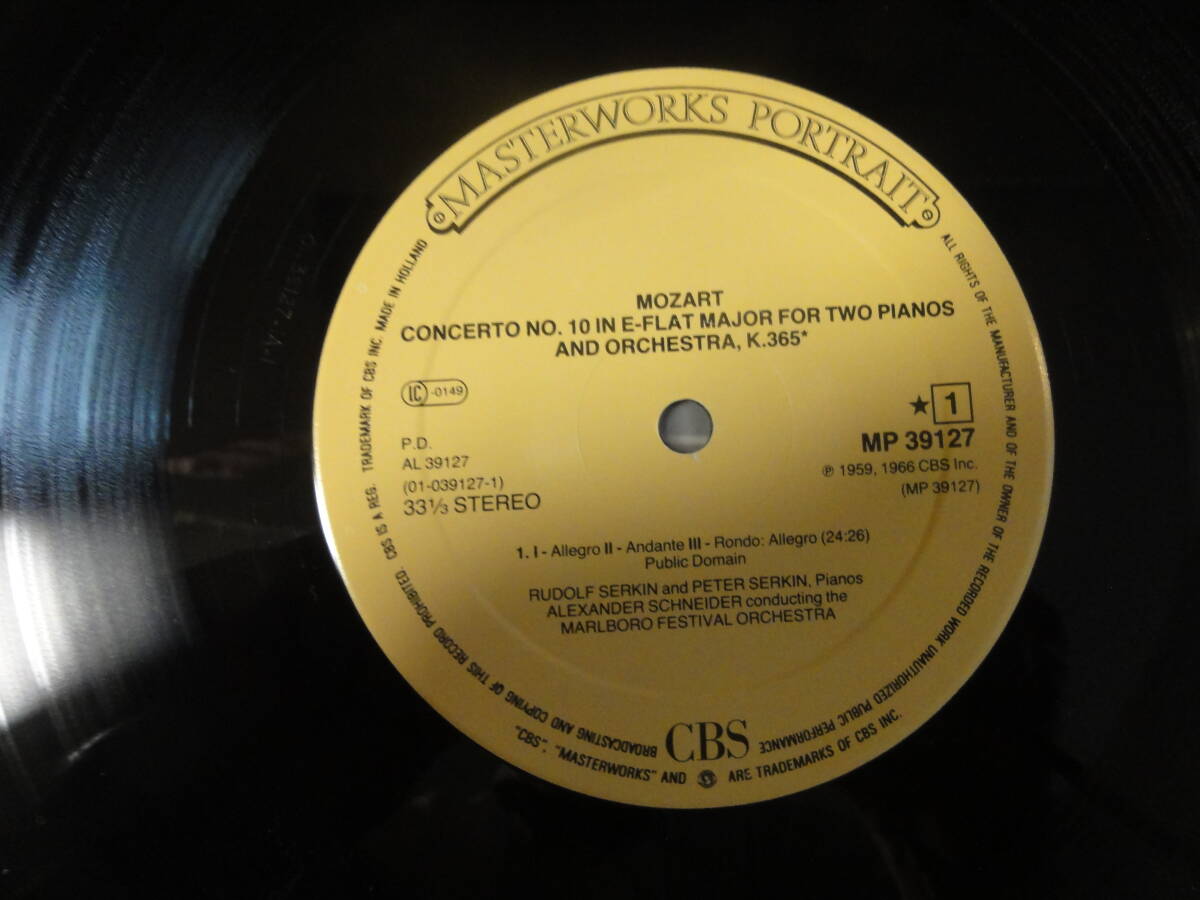 MASTERWORKS PORTRAIT
MOZART
CONCERTO NO. 10 IN E-FLAT MAJOR FOR TWO PIANOS
AND ORCHESTRA, K.365*
LC -0149
★ 1
P.D.
MP 39127
AL 39127
℗ 1959, 1966 CBS Inc.
(01-039127-1)
(MP 39127)
33⅓ STEREO
1. I - Allegro II - Andante III - Rondo: Allegro (24:26)
Public Domain
RUDOLF SERKIN and PETER SERKIN, Pianos
ALEXANDER SCHNEIDER conducting the
MARLBORO FESTIVAL ORCHESTRA
CBS
ALL RIGHTS OF THE MANUFACTURER AND OF THE OWNER OF THE RECORDED WORK UNAUTHORIZED PUBLIC PERFORMANCE BROADCASTING AND COPYING OF THIS RECORD PROHIBITED. CBS IS A REG. TRADEMARK OF CBS INC. MADE IN HOLLAND
"CBS", "MASTERWORKS" AND ARE TRADEMARKS OF CBS INC.